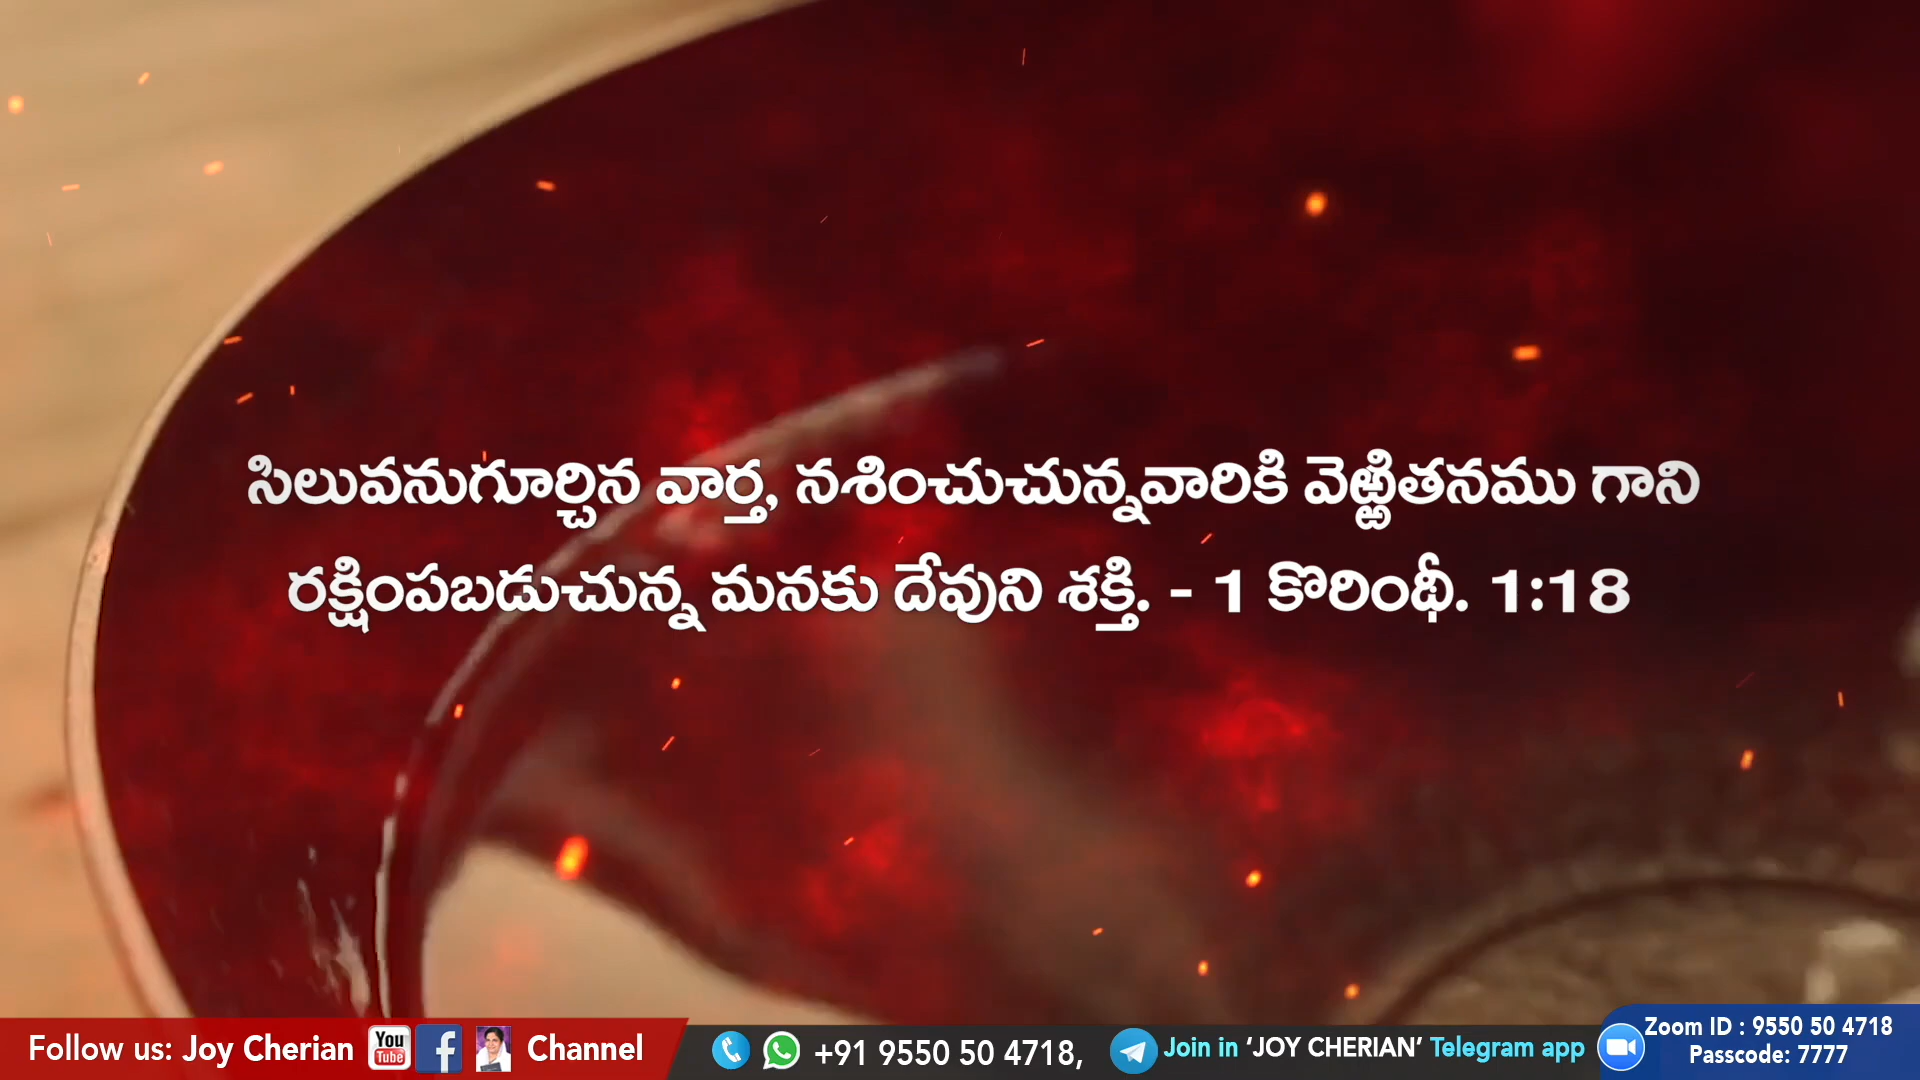 సిలువనుగూర్చిన వార్త, నశించుచున్నవారికి వెఱ్ఱితనము గాని
రక్షింపబడుచున్న మనకు దేవుని శక్తి. - 1 కొరింథీ. 1:18
Follow us: Joy Cherian You Tube f Channel
+91 9550 50 4718,
Join in ‘JOY CHERIAN’ Telegram app
Zoom ID : 9550 50 4718
Passcode: 7777